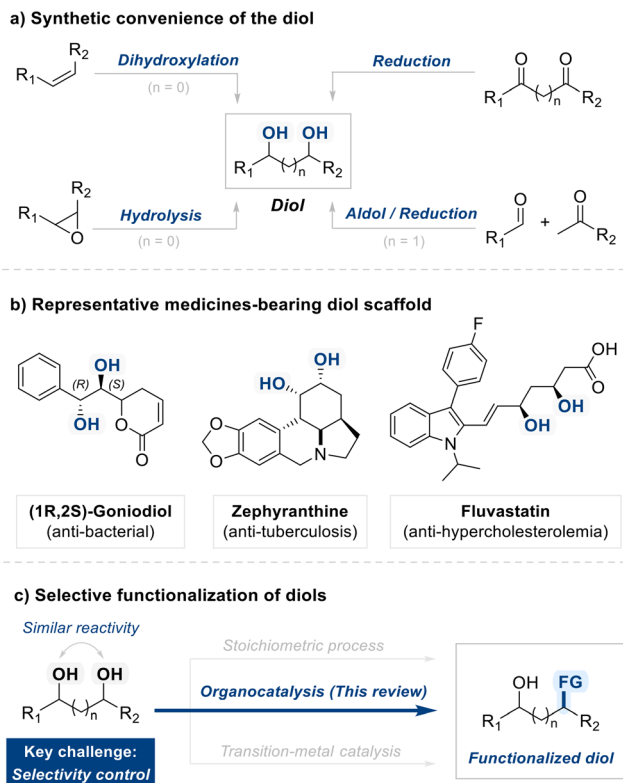 a) Synthetic convenience of the diol
R2
R1
Dihydroxylation
(n = 0)
Reduction
O O
R1 ( )n R2
OH OH
R1 ( )n R2
Diol
R2
R1
O
Hydrolysis
(n = 0)
Aldol / Reduction
(n = 1)
O
R1
+
O
R2
b) Representative medicines-bearing diol scaffold
OH
(R) (S)
OH
O
O
OH
HO
O
O
N
F
OH
O
OH
OH
N
(1R,2S)-Goniodiol
(anti-bacterial)
Zephyranthine
(anti-tuberculosis)
Fluvastatin
(anti-hypercholesterolemia)
c) Selective functionalization of diols
Similar reactivity
OH OH
R1 ( )n R2
Key challenge:
Selectivity control
Stoichiometric process
Organocatalysis (This review)
Transition-metal catalysis
OH FG
R1 ( )n R2
Functionalized diol